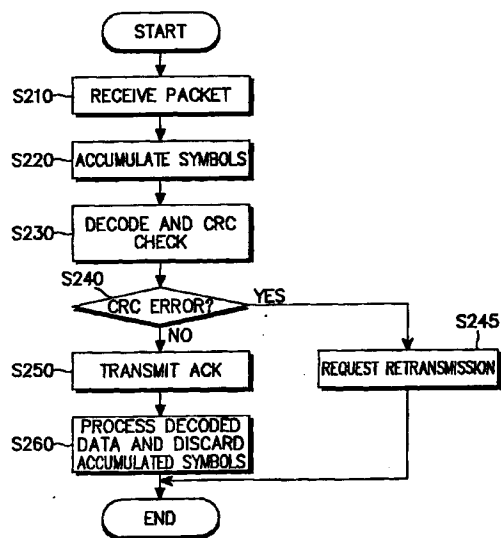 START
S210
RECEIVE PACKET
S220
ACCUMULATE SYMBOLS
S230
DECODE AND CRC
CHECK
S240
CRC ERROR?
YES
NO
S245
REQUEST RETRANSMISSION
S250
TRANSMIT ACK
S260
PROCESS DECODED
DATA AND DISCARD
ACCUMULATED SYMBOLS
END